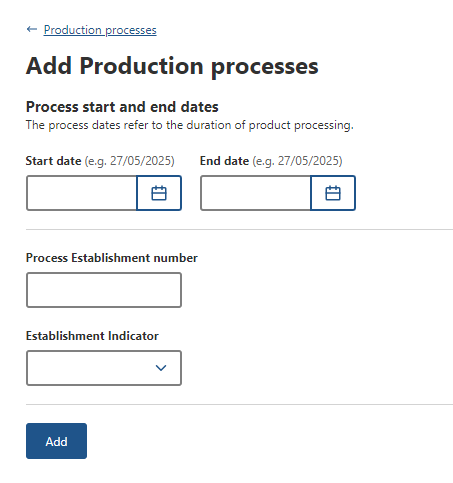 ← Production processes
Add Production processes
Process start and end dates
The process dates refer to the duration of product processing.
Start date (e.g. 27/05/2025) End date (e.g. 27/05/2025)
Process Establishment number
Establishment Indicator
Add